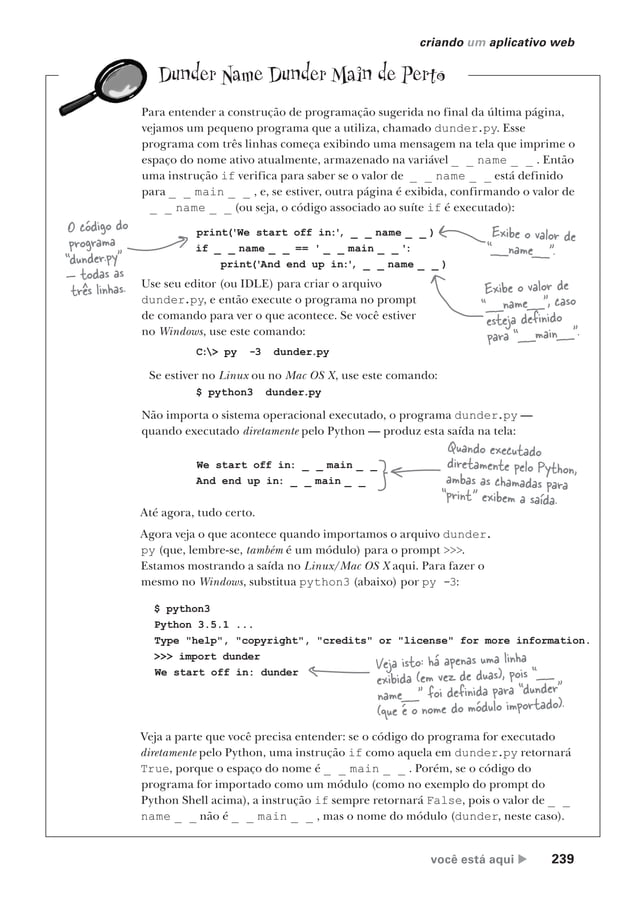 criando um aplicativo web
Dunder Name Dunder Main de Perto
Para entender a construção de programação sugerida no final da última página,
vejamos um pequeno programa que a utiliza, chamado dunder.py. Esse
programa com três linhas começa exibindo uma mensagem na tela que imprime o
espaço do nome ativo atualmente, armazenado na variável _ _ name _ _ . Então
uma instrução if verifica para saber se o valor de _ _ name _ _ está definido
para _ _ main _ _ , e, se estiver, outra página é exibida, confirmando o valor de
_ _ name _ _ (ou seja, o código associado ao suíte if é executado):
O código do
programa
"dunder.py"
— todas as
três linhas.
print('We start off in:', _ _ name _ _ )
if _ _ name _ _ == ' _ _ main _ _ ':
print('And end up in:', _ _ name _ _ )
Exibe o valor de
"__name__".
Exibe o valor de
"__name__", caso
esteja definido
para "__main__".
Use seu editor (ou IDLE) para criar o arquivo
dunder.py, e então execute o programa no prompt
de comando para ver o que acontece. Se você estiver
no Windows, use este comando:
C:\> py -3 dunder.py
Se estiver no Linux ou no Mac OS X, use este comando:
$ python3 dunder.py
Não importa o sistema operacional executado, o programa dunder.py —
quando executado diretamente pelo Python — produz esta saída na tela:
We start off in: _ _ main _ _
And end up in: _ _ main _ _
Quando executado
diretamente pelo Python,
ambas as chamadas para
"print" exibem a saída.
Até agora, tudo certo.
Agora veja o que acontece quando importamos o arquivo dunder.
py (que, lembre-se, também é um módulo) para o prompt >>>.
Estamos mostrando a saída no Linux/Mac OS X aqui. Para fazer o
mesmo no Windows, substitua python3 (abaixo) por py -3:
$ python3
Python 3.5.1 ...
Type "help", "copyright", "credits" or "license" for more information.
>>> import dunder
We start off in: dunder
Veja isto: há apenas uma linha
exibida (em vez de duas), pois "__
name__" foi definida para "dunder"
(que é o nome do módulo importado).
Veja a parte que você precisa entender: se o código do programa for executado
diretamente pelo Python, uma instrução if como aquela em dunder.py retornará
True, porque o espaço do nome é _ _ main _ _ . Porém, se o código do
programa for importado como um módulo (como no exemplo do prompt do
Python Shell acima), a instrução if sempre retornará False, pois o valor de _ _
name _ _ não é _ _ main _ _ , mas o nome do módulo (dunder, neste caso).
você está aqui ▶ 239